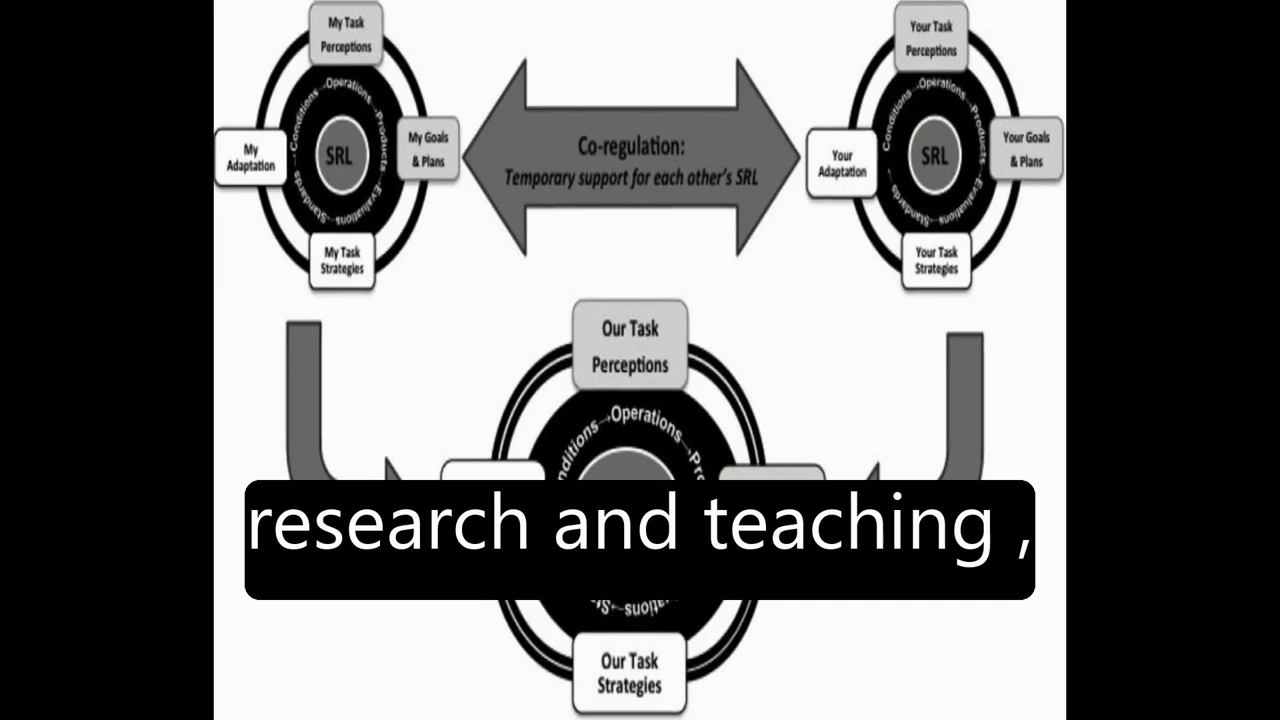 My Task
Perceptions
My
Adaptation
Conditions→Operations→Products→Evaluations→Standards
SRL
My Goals
& Plans
My Task
Strategies
Co-regulation:
Temporary support for each other's SRL
Your Task
Perceptions
Your
Adaptation
Conditions→Operations→Products→Evaluations→Standards
SRL
Your Goals
& Plans
Your Task
Strategies
Our Task
Perceptions
Operations
research and teaching ,
Our Task
Strategies